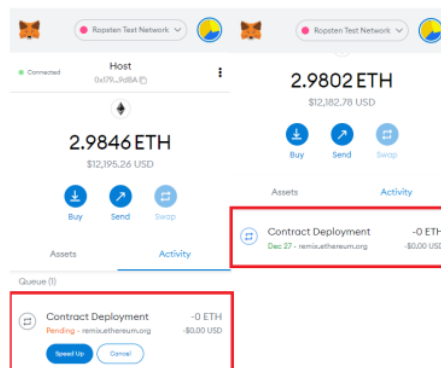 Ropsten Test Network
Connected
Host
0x179...9dBA
2.9846 ETH
$12,195.26 USD
Buy
Send
Swap
Assets
Activity
Queue (1)
Contract Deployment
-0 ETH
Pending - remix.ethereum.org
-$0.00 USD
Speed Up
Cancel
Ropsten Test Network
2.9802 ETH
$12,182.78 USD
Buy
Send
Swap
Assets
Activity
Contract Deployment
-0 ETH
Dec 27 - remix.ethereum.org
-$0.00 USD